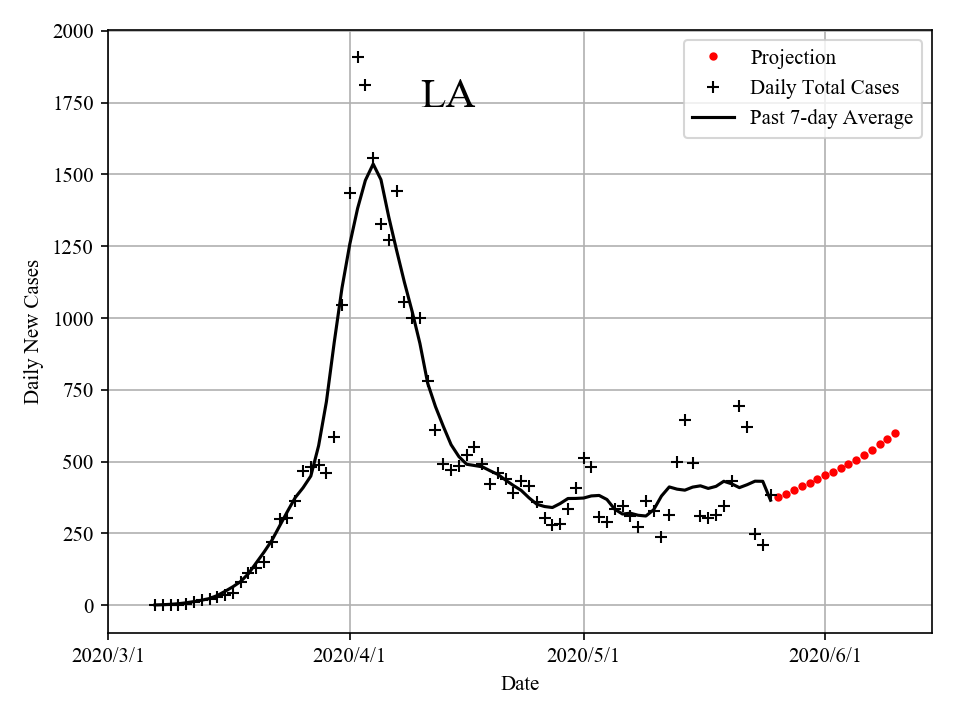 2000
1750
1500
1250
1000
750
500
250
0
Daily New Cases
LA
Projection
Daily Total Cases
Past 7-day Average
2020/3/1
2020/4/1
2020/5/1
2020/6/1
Date